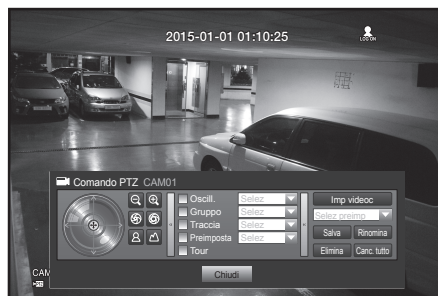 2015-01-01 01:10:25
LOG ON
Comando PTZ CAM01
Oscill. Selez
Gruppo Selez
Traccia Selez
Preimposta Selez
Tour
Imp videoc
Selez preimp
Salva Rinomina
Elimina Canc. tutto
CAM
Chiudi